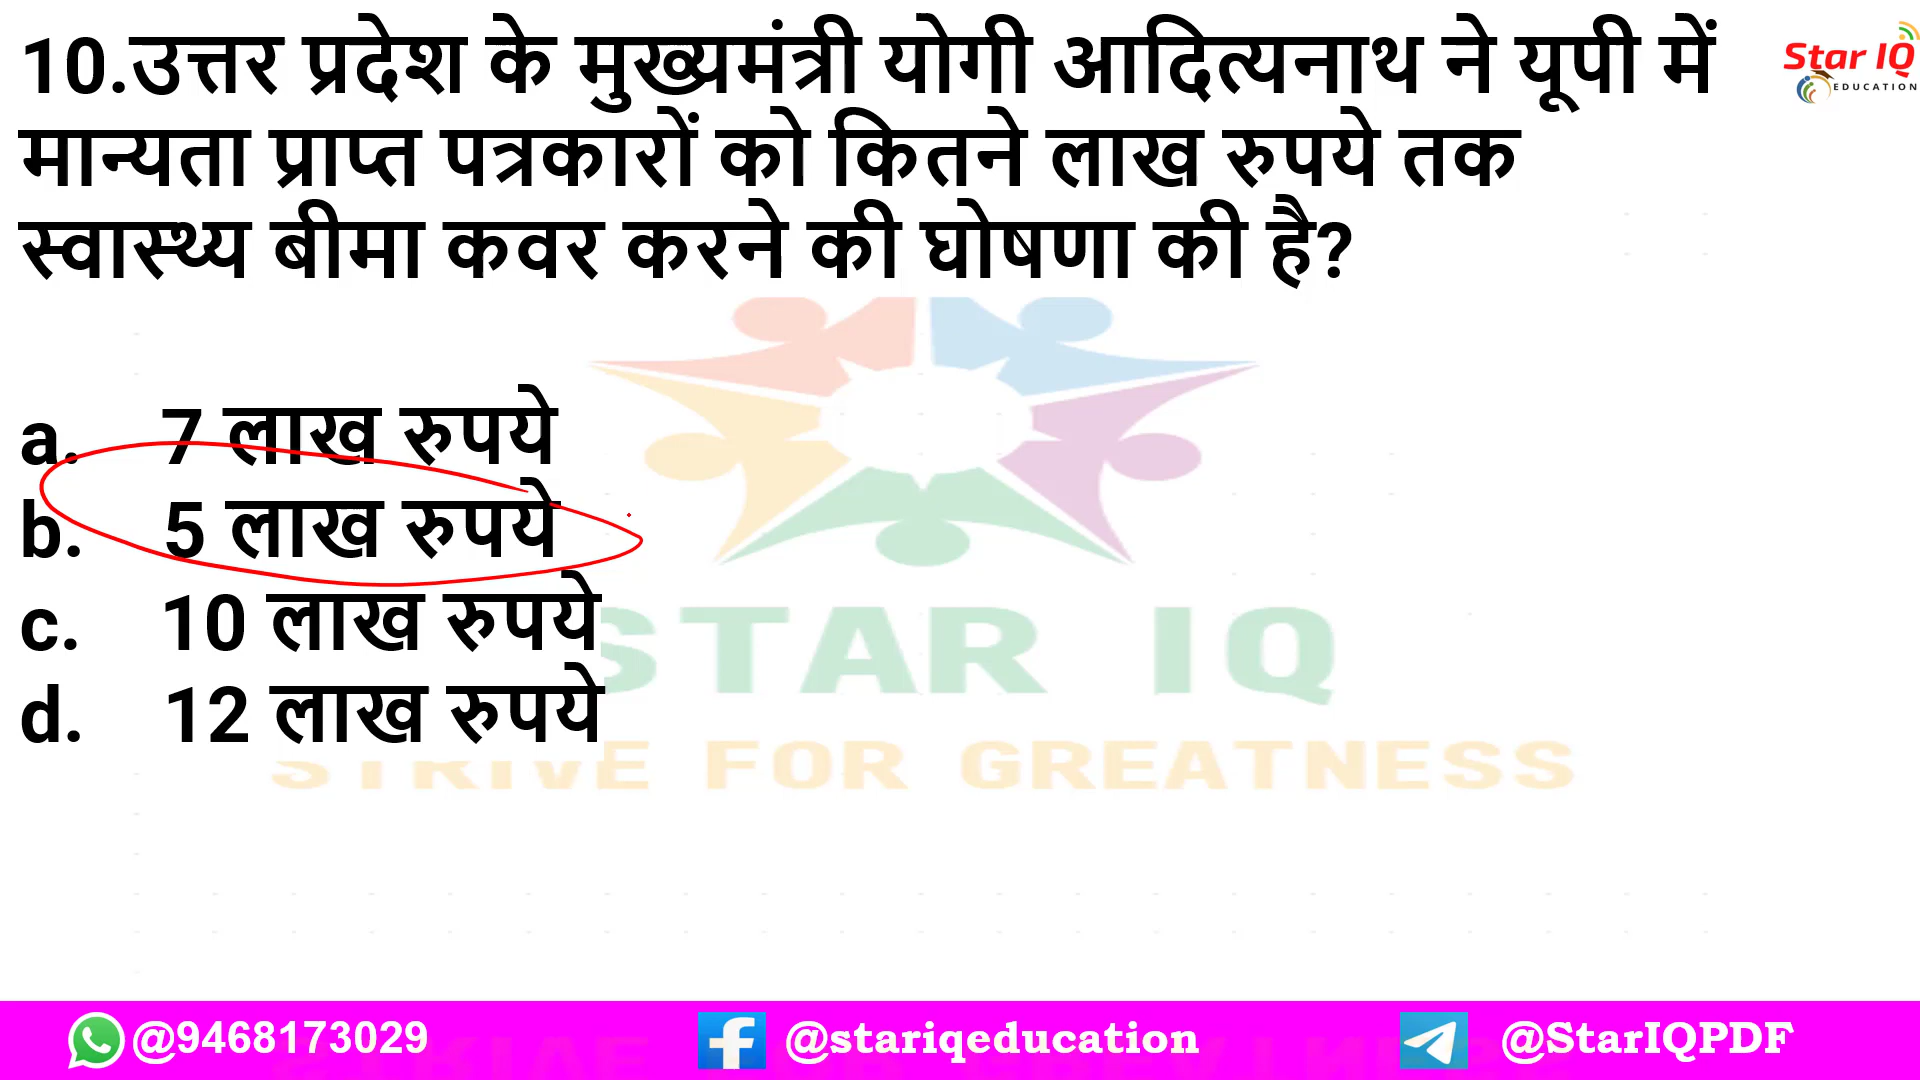 10.उत्तर प्रदेश के मुख्यमंत्री योगी आदित्यनाथ ने यूपी में
मान्यता प्राप्त पत्रकारों को कितने लाख रुपये तक
स्वास्थ्य बीमा कवर करने की घोषणा की है?
Star IQ
EDUCATION
a. 7 लाख रुपये
b. 5 लाख रुपये
c. 10 लाख रुपये
d. 12 लाख रुपये
STAR IQ
STRIVE FOR GREATNESS
@9468173029
@stariqeducation
@StarIQPDF